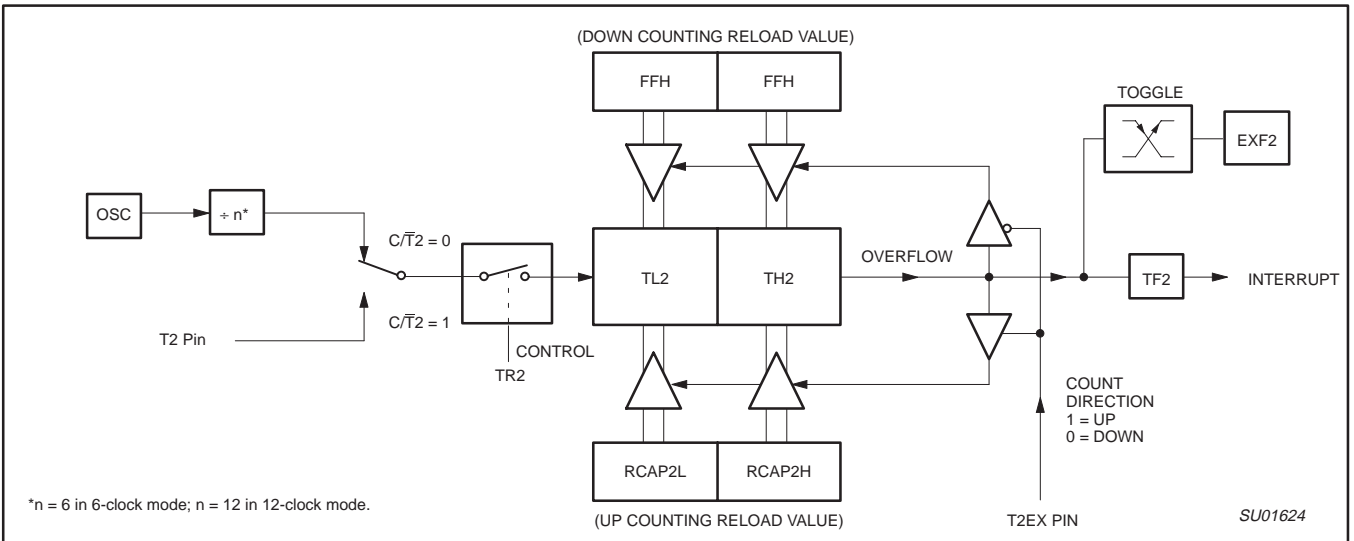 (DOWN COUNTING RELOAD VALUE)
FFH
FFH
TOGGLE
EXF2
OSC
÷ n*
C/T̅2 = 0
TL2
TH2
OVERFLOW
TF2
INTERRUPT
C/T̅2 = 1
T2 Pin
CONTROL
TR2
COUNT
DIRECTION
1 = UP
0 = DOWN
RCAP2L
RCAP2H
*n = 6 in 6-clock mode; n = 12 in 12-clock mode.
(UP COUNTING RELOAD VALUE)
T2EX PIN
SU01624